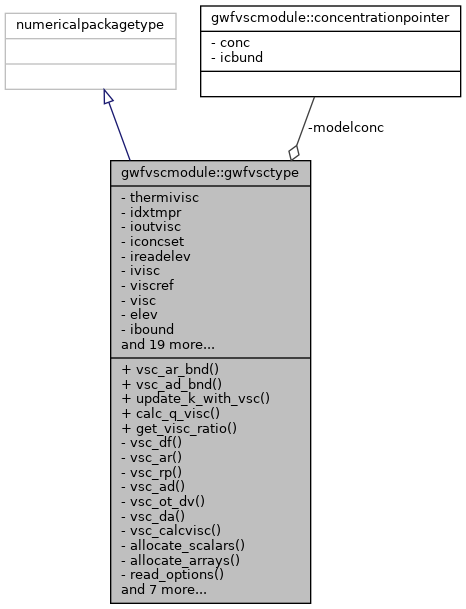 numericalpackagetype
gwfvscmodule::concentrationpointer
- conc
- icbund
-modelconc
gwfvscmodule::gwfvsctype
- thermivisc
- idxtmpr
- ioutvisc
- iconcset
- ireadelev
- ivisc
- viscref
- visc
- elev
- ibound
and 19 more...
+ vsc_ar_bnd()
+ vsc_ad_bnd()
+ update_k_with_vsc()
+ calc_q_visc()
+ get_visc_ratio()
- vsc_df()
- vsc_ar()
- vsc_rp()
- vsc_ad()
- vsc_ot_dv()
- vsc_da()
- vsc_calcvisc()
- allocate_scalars()
- allocate_arrays()
- read_options()
and 7 more...